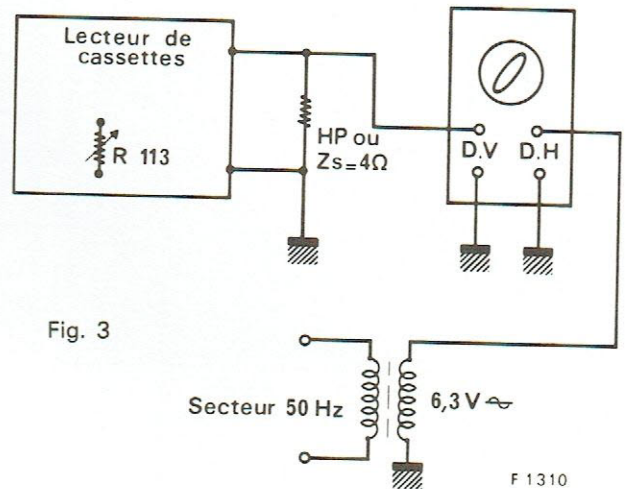 Lecteur de
cassettes
R 113
HP ou
Zs=4Ω
D.V
D.H
Fig. 3
Secteur 50 Hz
6,3 V ~
F 1310